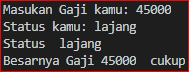 Masukan Gaji kamu: 45000
Status kamu: lajang
Status  lajang
Besarnya Gaji 45000  cukup